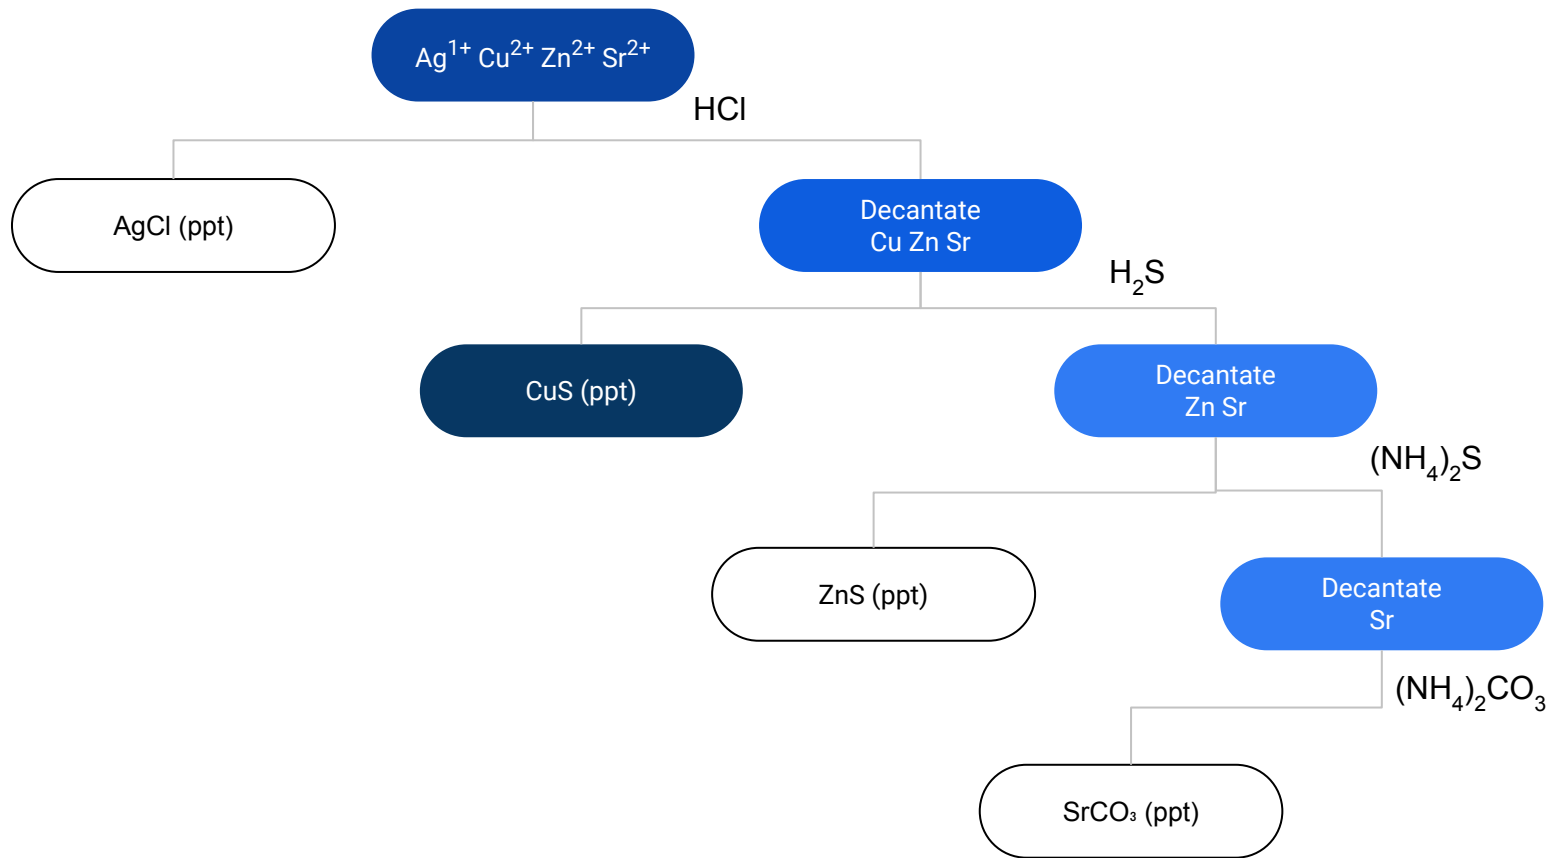 Ag¹⁺ Cu²⁺ Zn²⁺ Sr²⁺
HCl
AgCl (ppt)
Decantate
Cu Zn Sr
H₂S
CuS (ppt)
Decantate
Zn Sr
(NH₄)₂S
ZnS (ppt)
Decantate
Sr
(NH₄)₂CO₃
SrCO₃ (ppt)